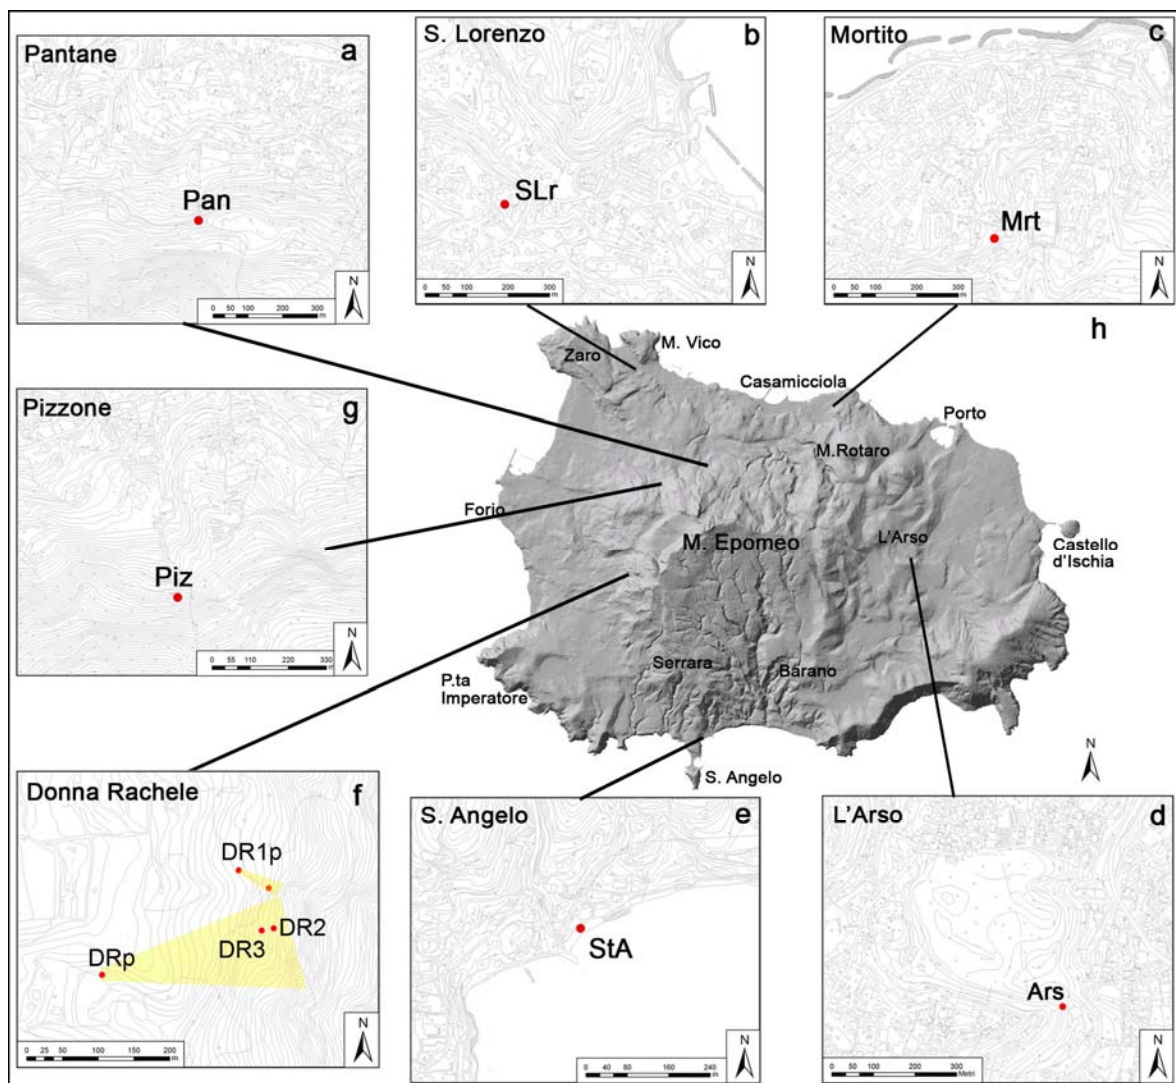 Pantane
a
Pan
N
0 50 100 200 300
m
S. Lorenzo
b
SLr
N
0 50 100 200 300
m
Mortito
c
Mrt
N
0 50 100 200 300
m
Pizzone
g
Piz
N
0 55 110 220 330
m
h
Zaro
M. Vico
Casamicciola
Porto
M.Rotaro
Forio
M. Epomeo
L'Arso
Castello
d'Ischia
Serrara
Barano
P.ta
Imperatore
S. Angelo
N
Donna Rachele
f
DR1p
DR2
DR3
DRp
N
0 25 50 100 150 200
m
S. Angelo
e
StA
N
0 40 80 160 240
m
L'Arso
d
Ars
N
0 50 100 200 300
Metri